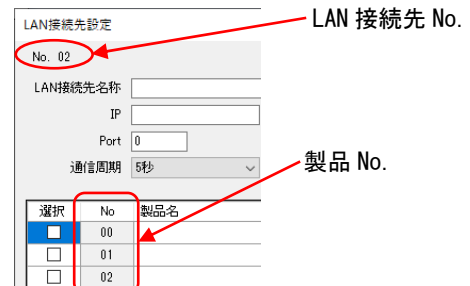 LAN接続先設定
LAN 接続先 No.
No. 02
LAN接続先名称
IP
Port 0
通信周期 5秒
製品 No.
選択 No 製品名
00
01
02